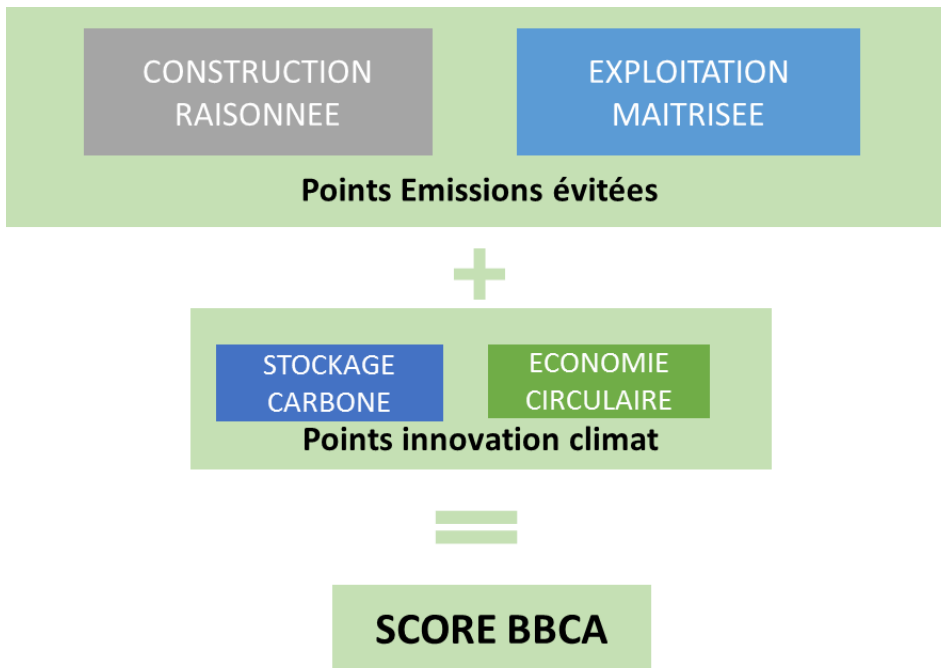 CONSTRUCTION
RAISONNEE
EXPLOITATION
MAITRISEE
Points Emissions évitées
+
STOCKAGE
CARBONE
ECONOMIE
CIRCULAIRE
Points innovation climat
=
SCORE BBCA